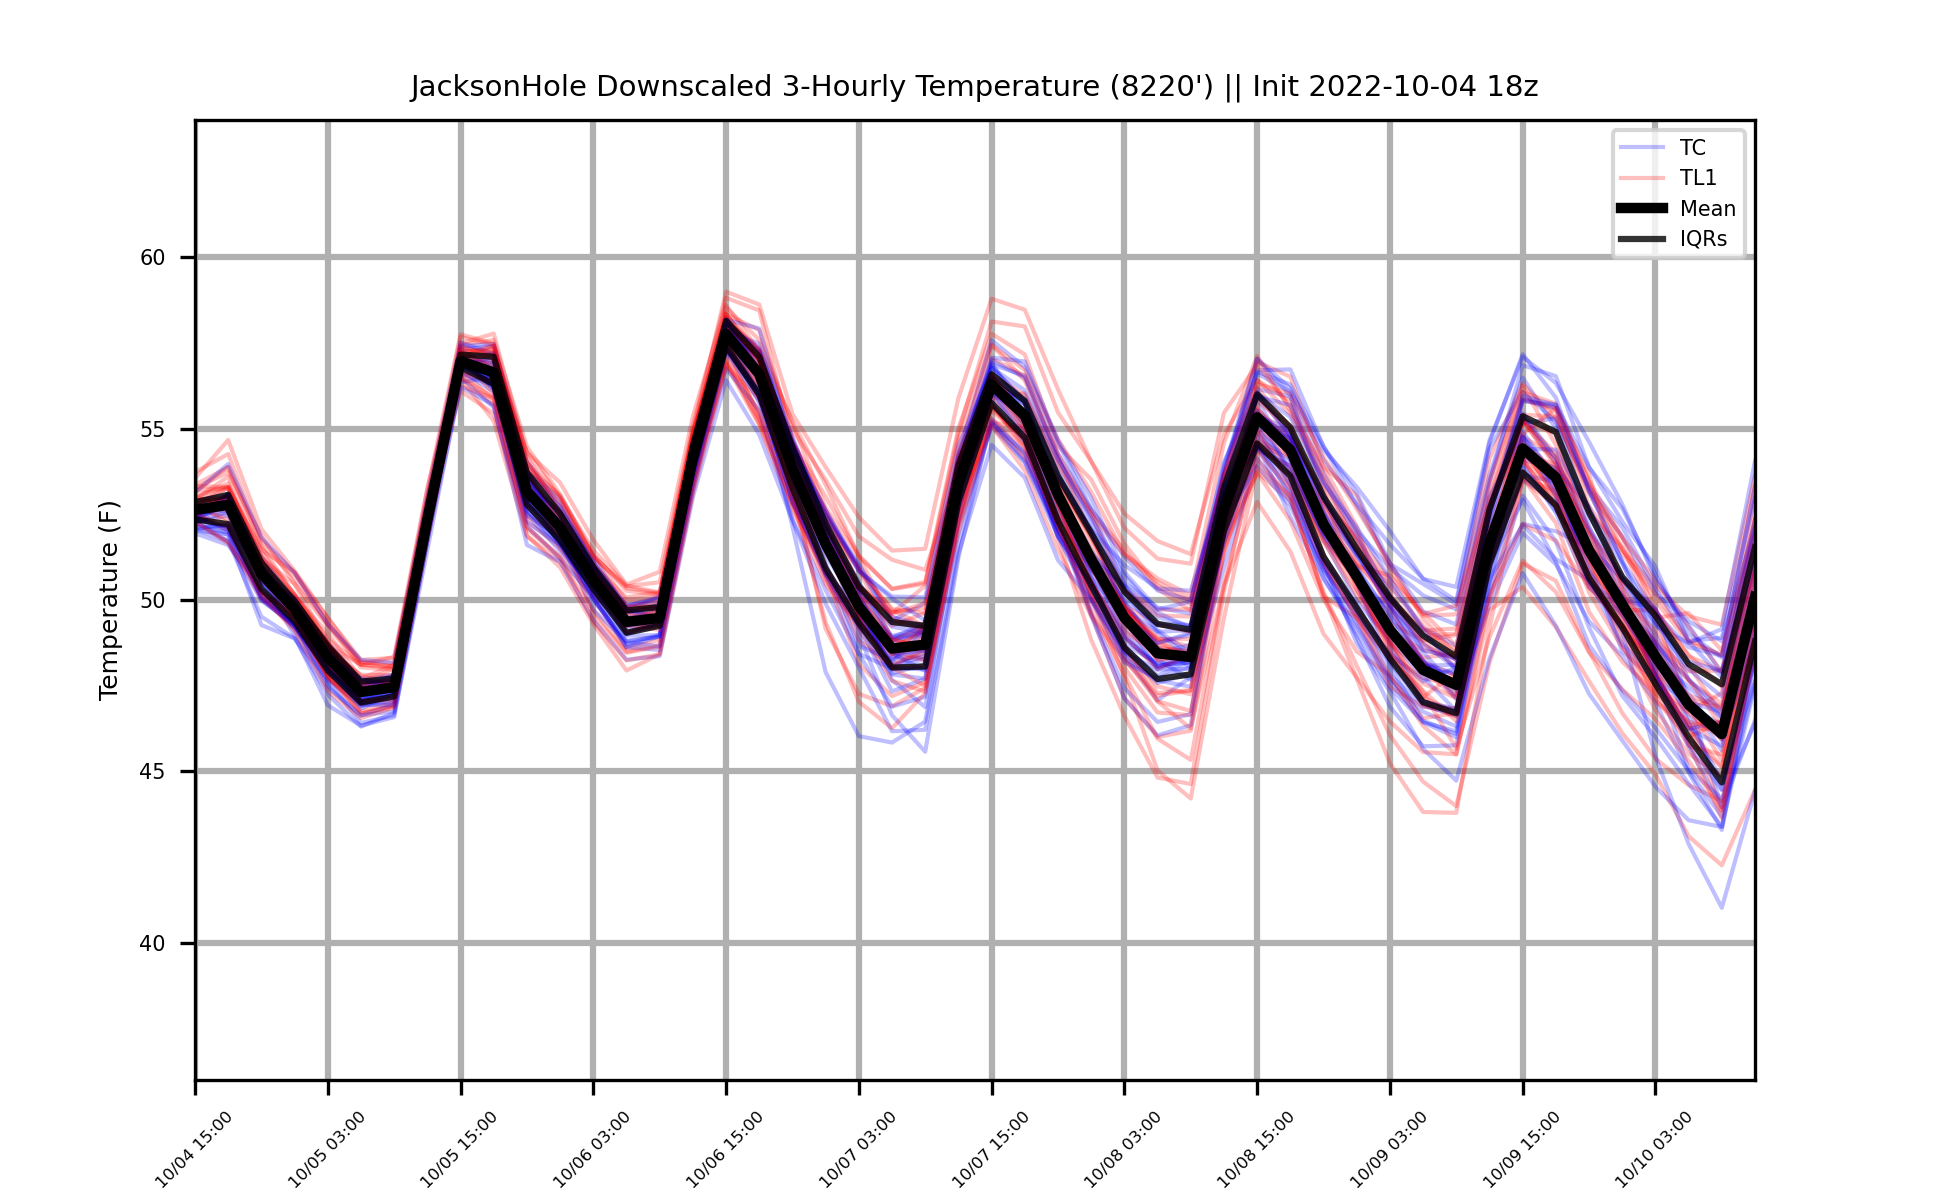 JacksonHole Downscaled 3-Hourly Temperature (8220') || Init 2022-10-04 18z
TC
TL1
Mean
IQRs
Temperature (F)
60
55
50
45
40
10/04 15:00
10/05 03:00
10/05 15:00
10/06 03:00
10/06 15:00
10/07 03:00
10/07 15:00
10/08 03:00
10/08 15:00
10/09 03:00
10/09 15:00
10/10 03:00